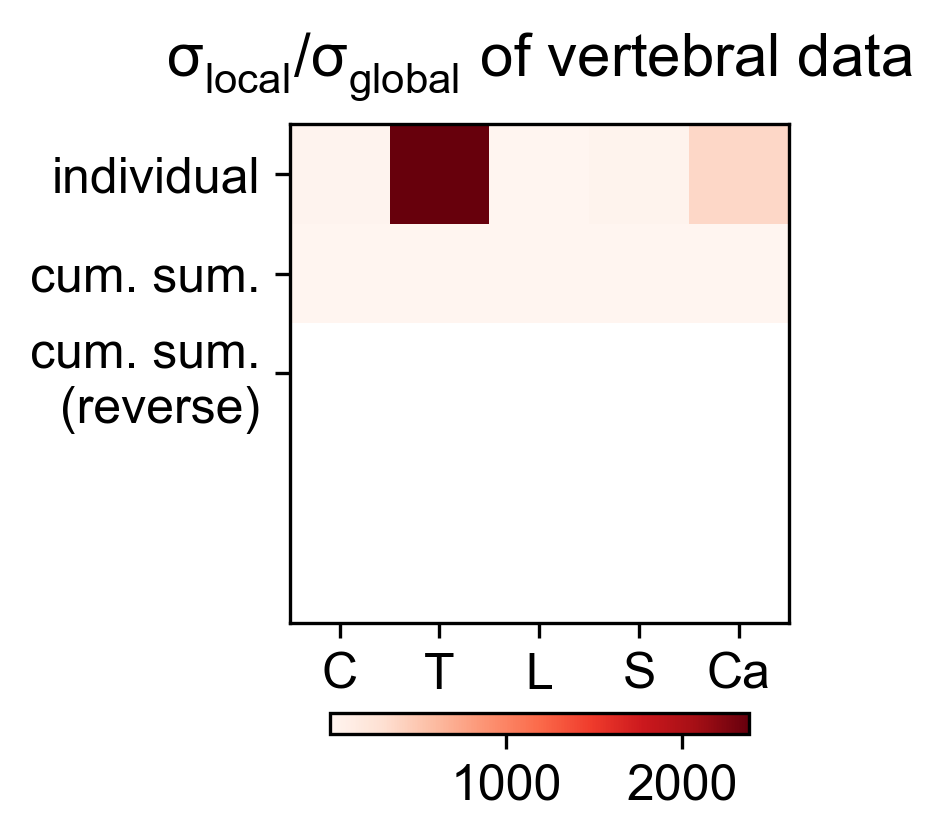 σlocal/σglobal of vertebral data
individual
cum. sum.
cum. sum.
(reverse)
C T L S Ca
1000 2000